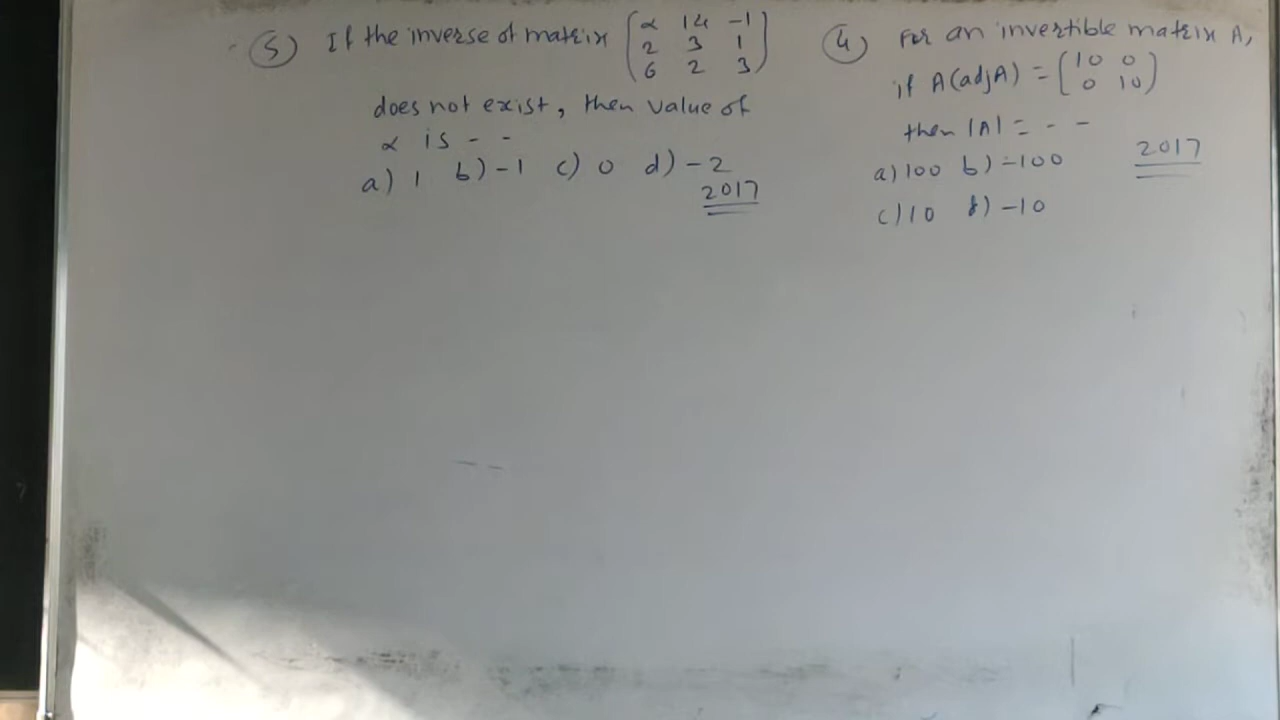 (5) If the inverse of matrix [α 14 -1
2 3 1
6 2 3]
does not exist, then value of
α is - -
a) 1 b) -1 c) 0 d) -2
2017
(4) For an invertible matrix A,
if A(adjA) = [10 0
0 10]
then |A| = - -
a) 100 b) -100
2017
c) 10 d) -10